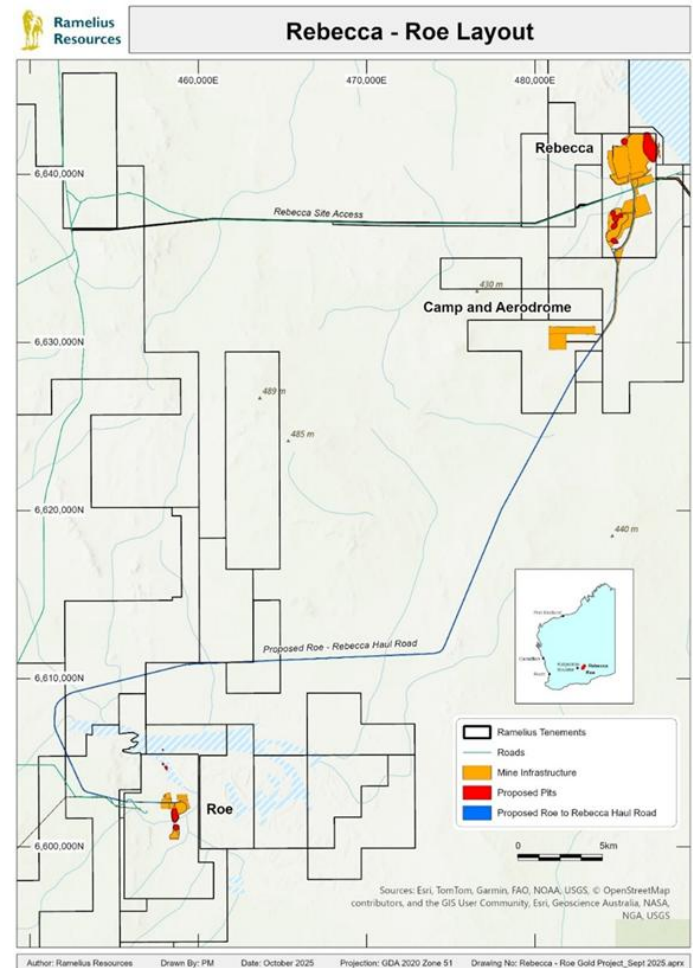 Ramelius
Resources
Rebecca - Roe Layout
460,000E
470,000E
480,000E
Rebecca
6,640,000N
Rebecca Site Access
430 m
Camp and Aerodrome
6,630,000N
489 m
485 m
6,620,000N
440 m
Proposed Roe - Rebecca Haul Road
Rebecca
Roe
6,610,000N
Ramelius Tenements
Roads
Mine Infrastructure
Proposed Pits
Proposed Roe to Rebecca Haul Road
Roe
6,600,000N
0 5km
Sources: Esri, TomTom, Garmin, FAO, NOAA, USGS, © OpenStreetMap
contributors, and the GIS User Community, Esri, Geoscience Australia, NASA,
NGA, USGS
Author: Ramelius Resources Drawn By: PM Date: October 2025 Projection: GDA 2020 Zone 51 Drawing No: Rebecca - Roe Gold Project_Sept 2025.aprx